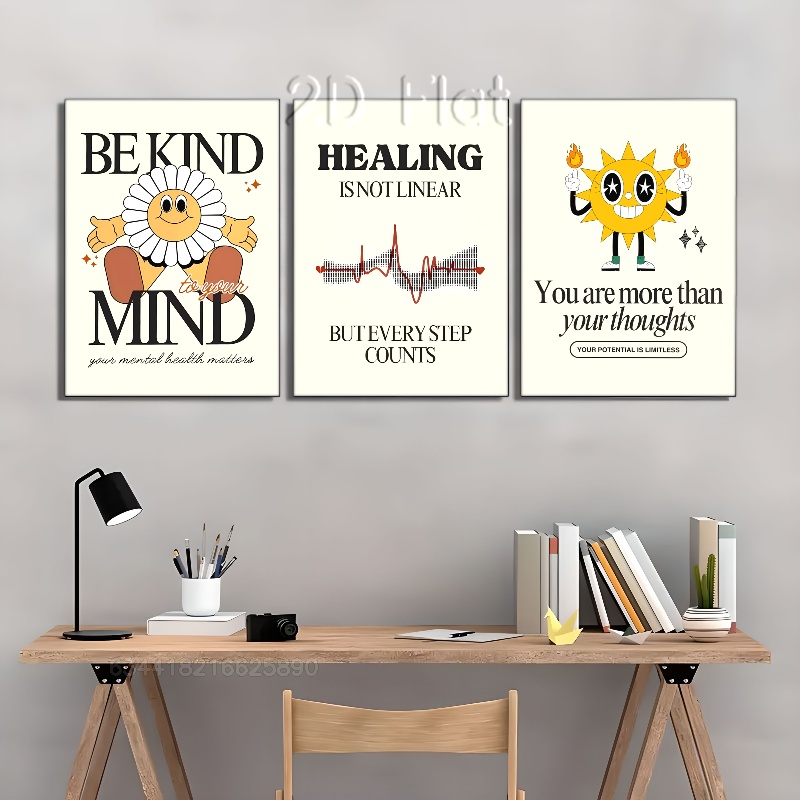 2D Flat
BE KIND
to your
MIND
your mental health matters
HEALING
IS NOT LINEAR
BUT EVERY STEP
COUNTS
You are more than
your thoughts
YOUR POTENTIAL IS LIMITLESS